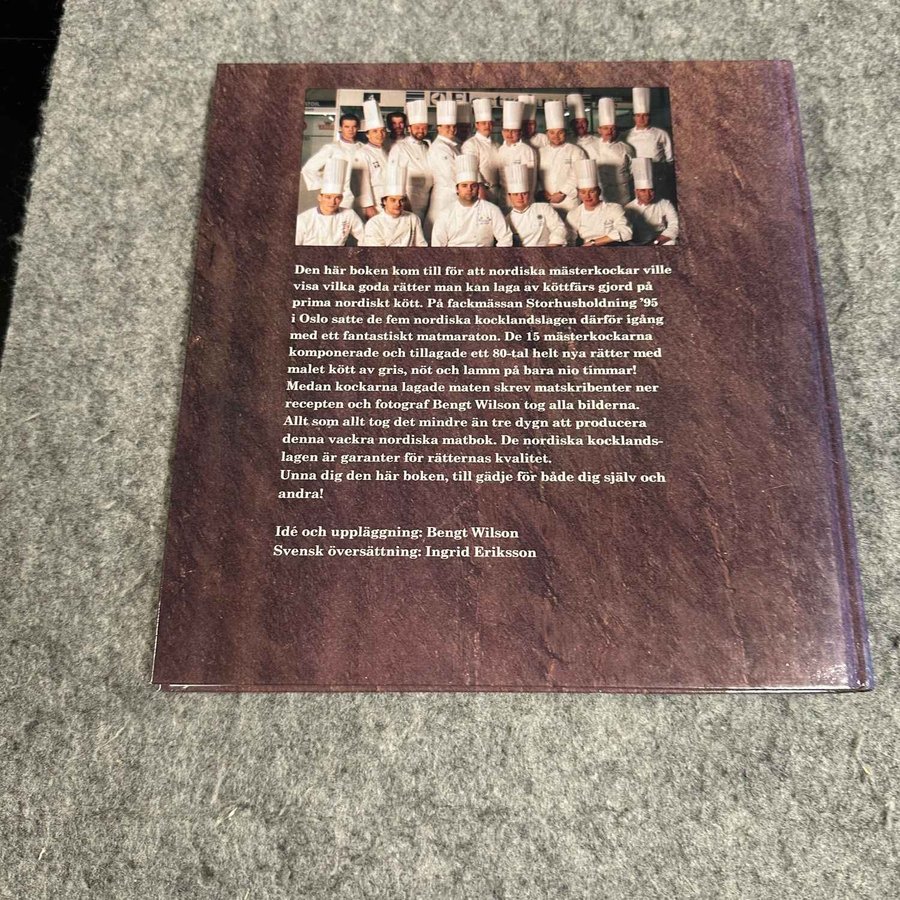 Den här boken kom till för att nordiska mästerkockar ville
visa vilka goda rätter man kan laga av köttfärs gjord på
prima nordiskt kött. På fackmässan Storhusholdning '95
i Oslo satte de fem nordiska kocklandslagen därför igång
med ett fantastiskt matmaraton. De 15 mästerkockarna
komponerade och tillagade ett 80-tal helt nya rätter med
malet kött av gris, nöt och lamm på bara nio timmar!
Medan kockarna lagade maten skrev matskribenter ner
recepten och fotograf Bengt Wilson tog alla bilderna.
Allt som allt tog det mindre än tre dygn att producera
denna vackra nordiska matbok. De nordiska kocklands-
lagen är garanter för rätternas kvalitet.
Unna dig den här boken, till gädje för både dig själv och
andra!
Idé och uppläggning: Bengt Wilson
Svensk översättning: Ingrid Eriksson